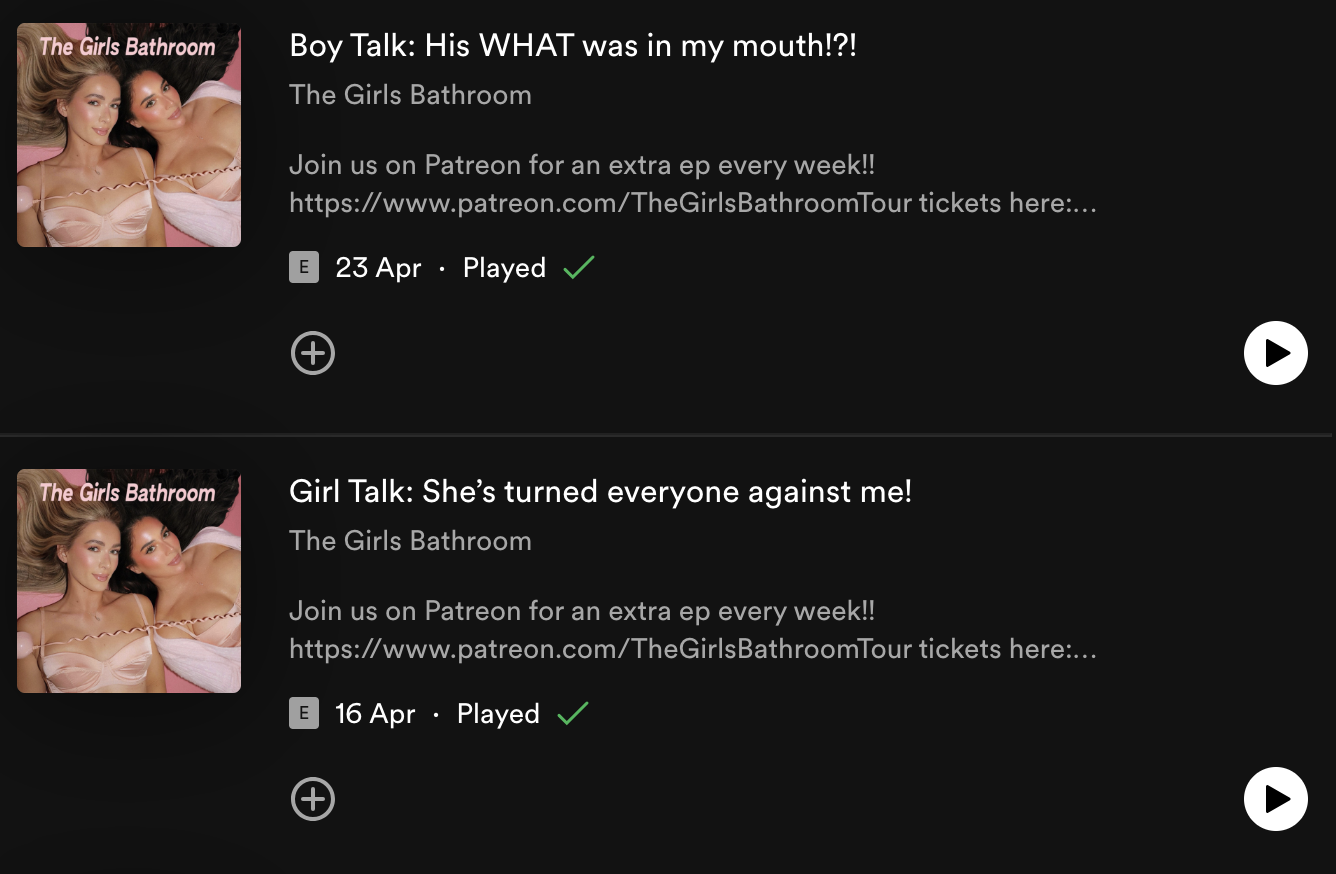 The Girls Bathroom
Boy Talk: His WHAT was in my mouth!?!
The Girls Bathroom
Join us on Patreon for an extra ep every week!!
https://www.patreon.com/TheGirlsBathroomTour tickets here:...
E 23 Apr · Played
The Girls Bathroom
Girl Talk: She’s turned everyone against me!
The Girls Bathroom
Join us on Patreon for an extra ep every week!!
https://www.patreon.com/TheGirlsBathroomTour tickets here:...
E 16 Apr · Played